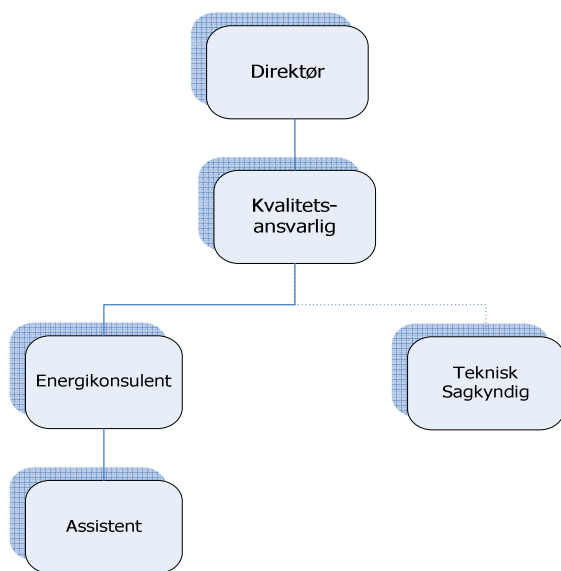 Direktør
Kvalitets-
ansvarlig
Energikonsulent
Teknisk
Sagkyndig
Assistent